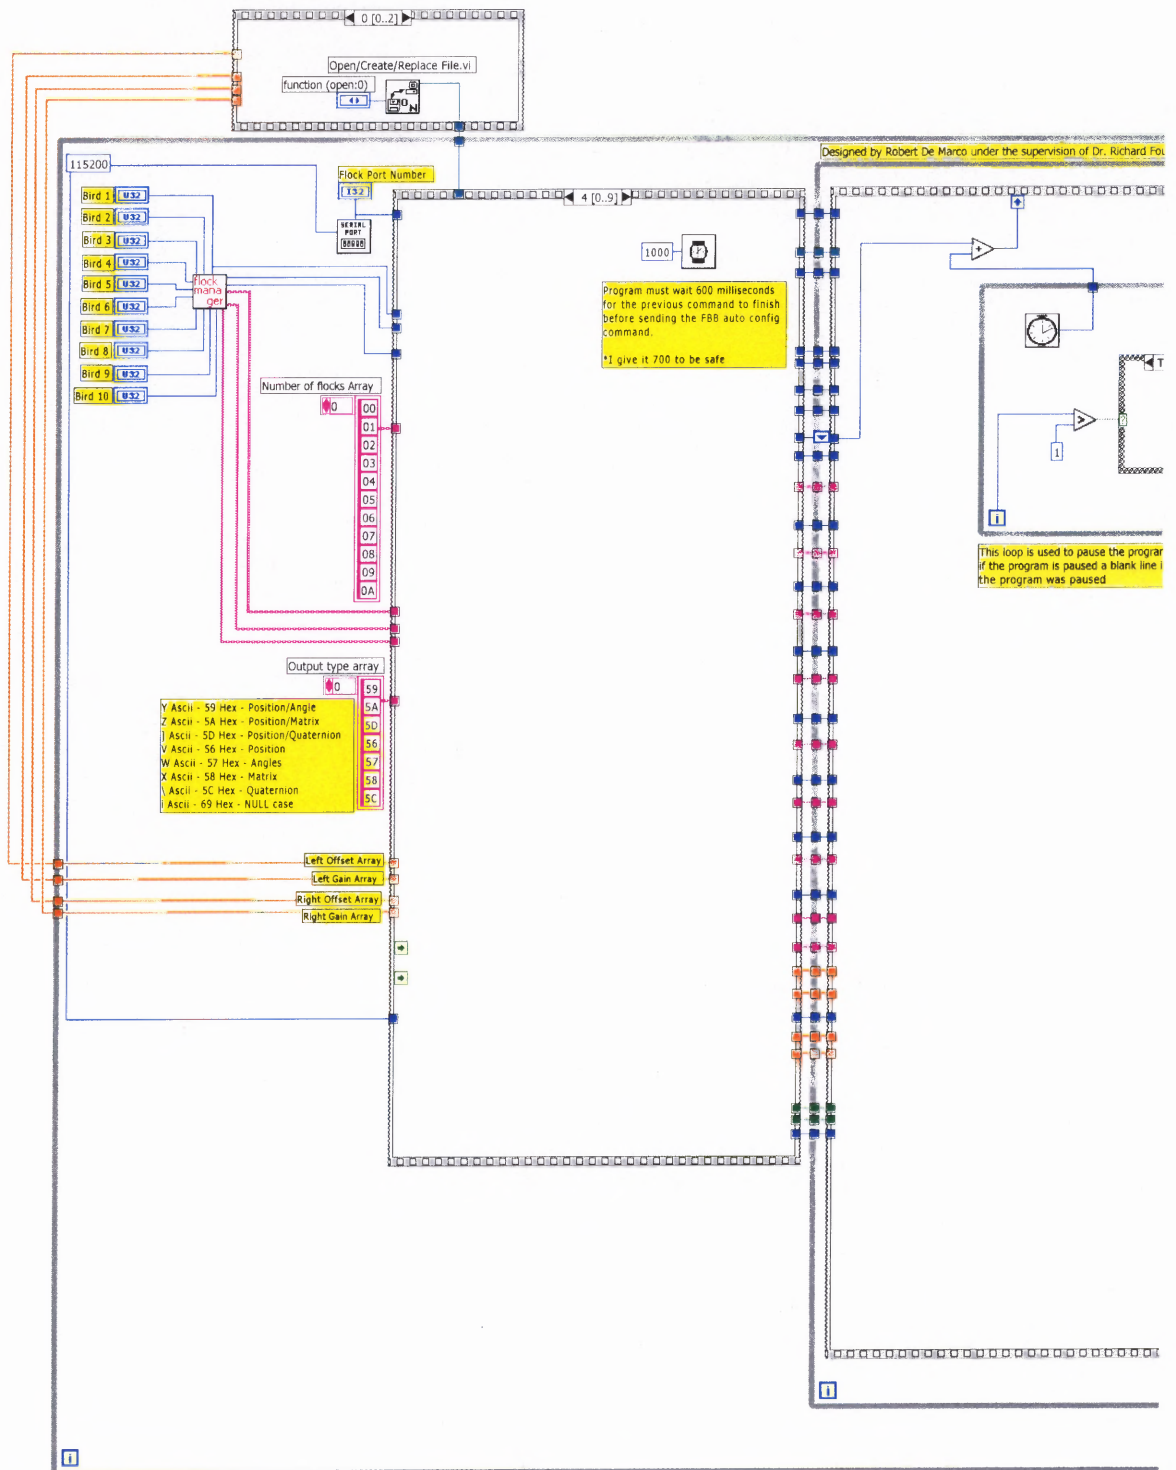 0 [0..2]
Open/Create/Replace File.vi
function (open:0)
N
Designed by Robert De Marco under the supervision of Dr. Richard Fou
115200
Flock Port Number
I32
SERIAL
PORT
4 [0..9]
Bird 1 U32
Bird 2 U32
Bird 3 U32
Bird 4 U32
Bird 5 U32
Bird 6 U32
Bird 7 U32
Bird 8 U32
Bird 9 U32
Bird 10 U32
flock
mana
ger
1000
Program must wait 600 milliseconds
for the previous command to finish
before sending the FBB auto config
command.
*I give it 700 to be safe
+
T
>
?
1
i
This loop is used to pause the prograr
if the program is paused a blank line i
the program was paused
Number of flocks Array
0
00
01
02
03
04
05
06
07
08
09
0A
Output type array
0
59
5A
5D
56
57
58
5C
Y Ascii - 59 Hex - Position/Angle
Z Ascii - 5A Hex - Position/Matrix
] Ascii - 5D Hex - Position/Quaternion
V Ascii - 56 Hex - Position
W Ascii - 57 Hex - Angles
X Ascii - 58 Hex - Matrix
\ Ascii - 5C Hex - Quaternion
i Ascii - 69 Hex - NULL case
Left Offset Array
Left Gain Array
Right Offset Array
Right Gain Array
i
i